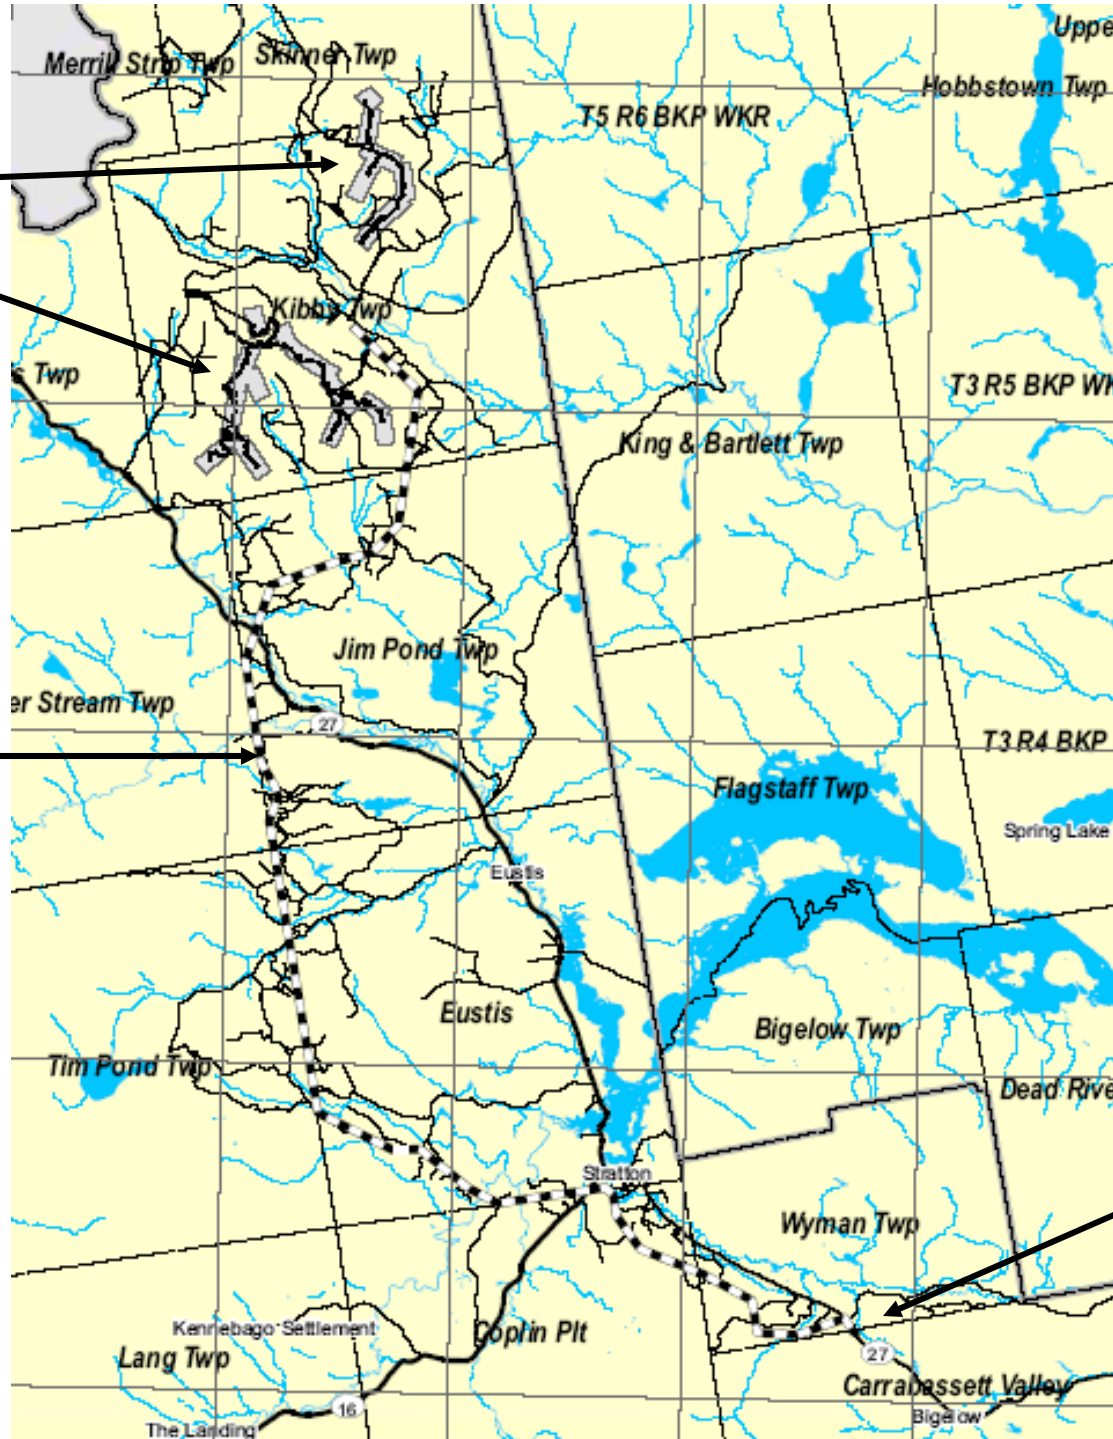 Uppe
Skinner Twp
Merrill Strip Twp
Hobbstown Twp
T5 R6 BKP WKR
Kibby Twp
s Twp
T3 R5 BKP WK
King & Bartlett Twp
Jim Pond Twp
er Stream Twp
27
T3 R4 BKP
Flagstaff Twp
Spring Lake
Eustis
Eustis
Bigelow Twp
Tim Pond Twp
Dead Rive
Stratton
Wyman Twp
Kennebago Settlement
Coplin Plt
Lang Twp
27
Carrabassett Valley
16
Bigelow
The Landing